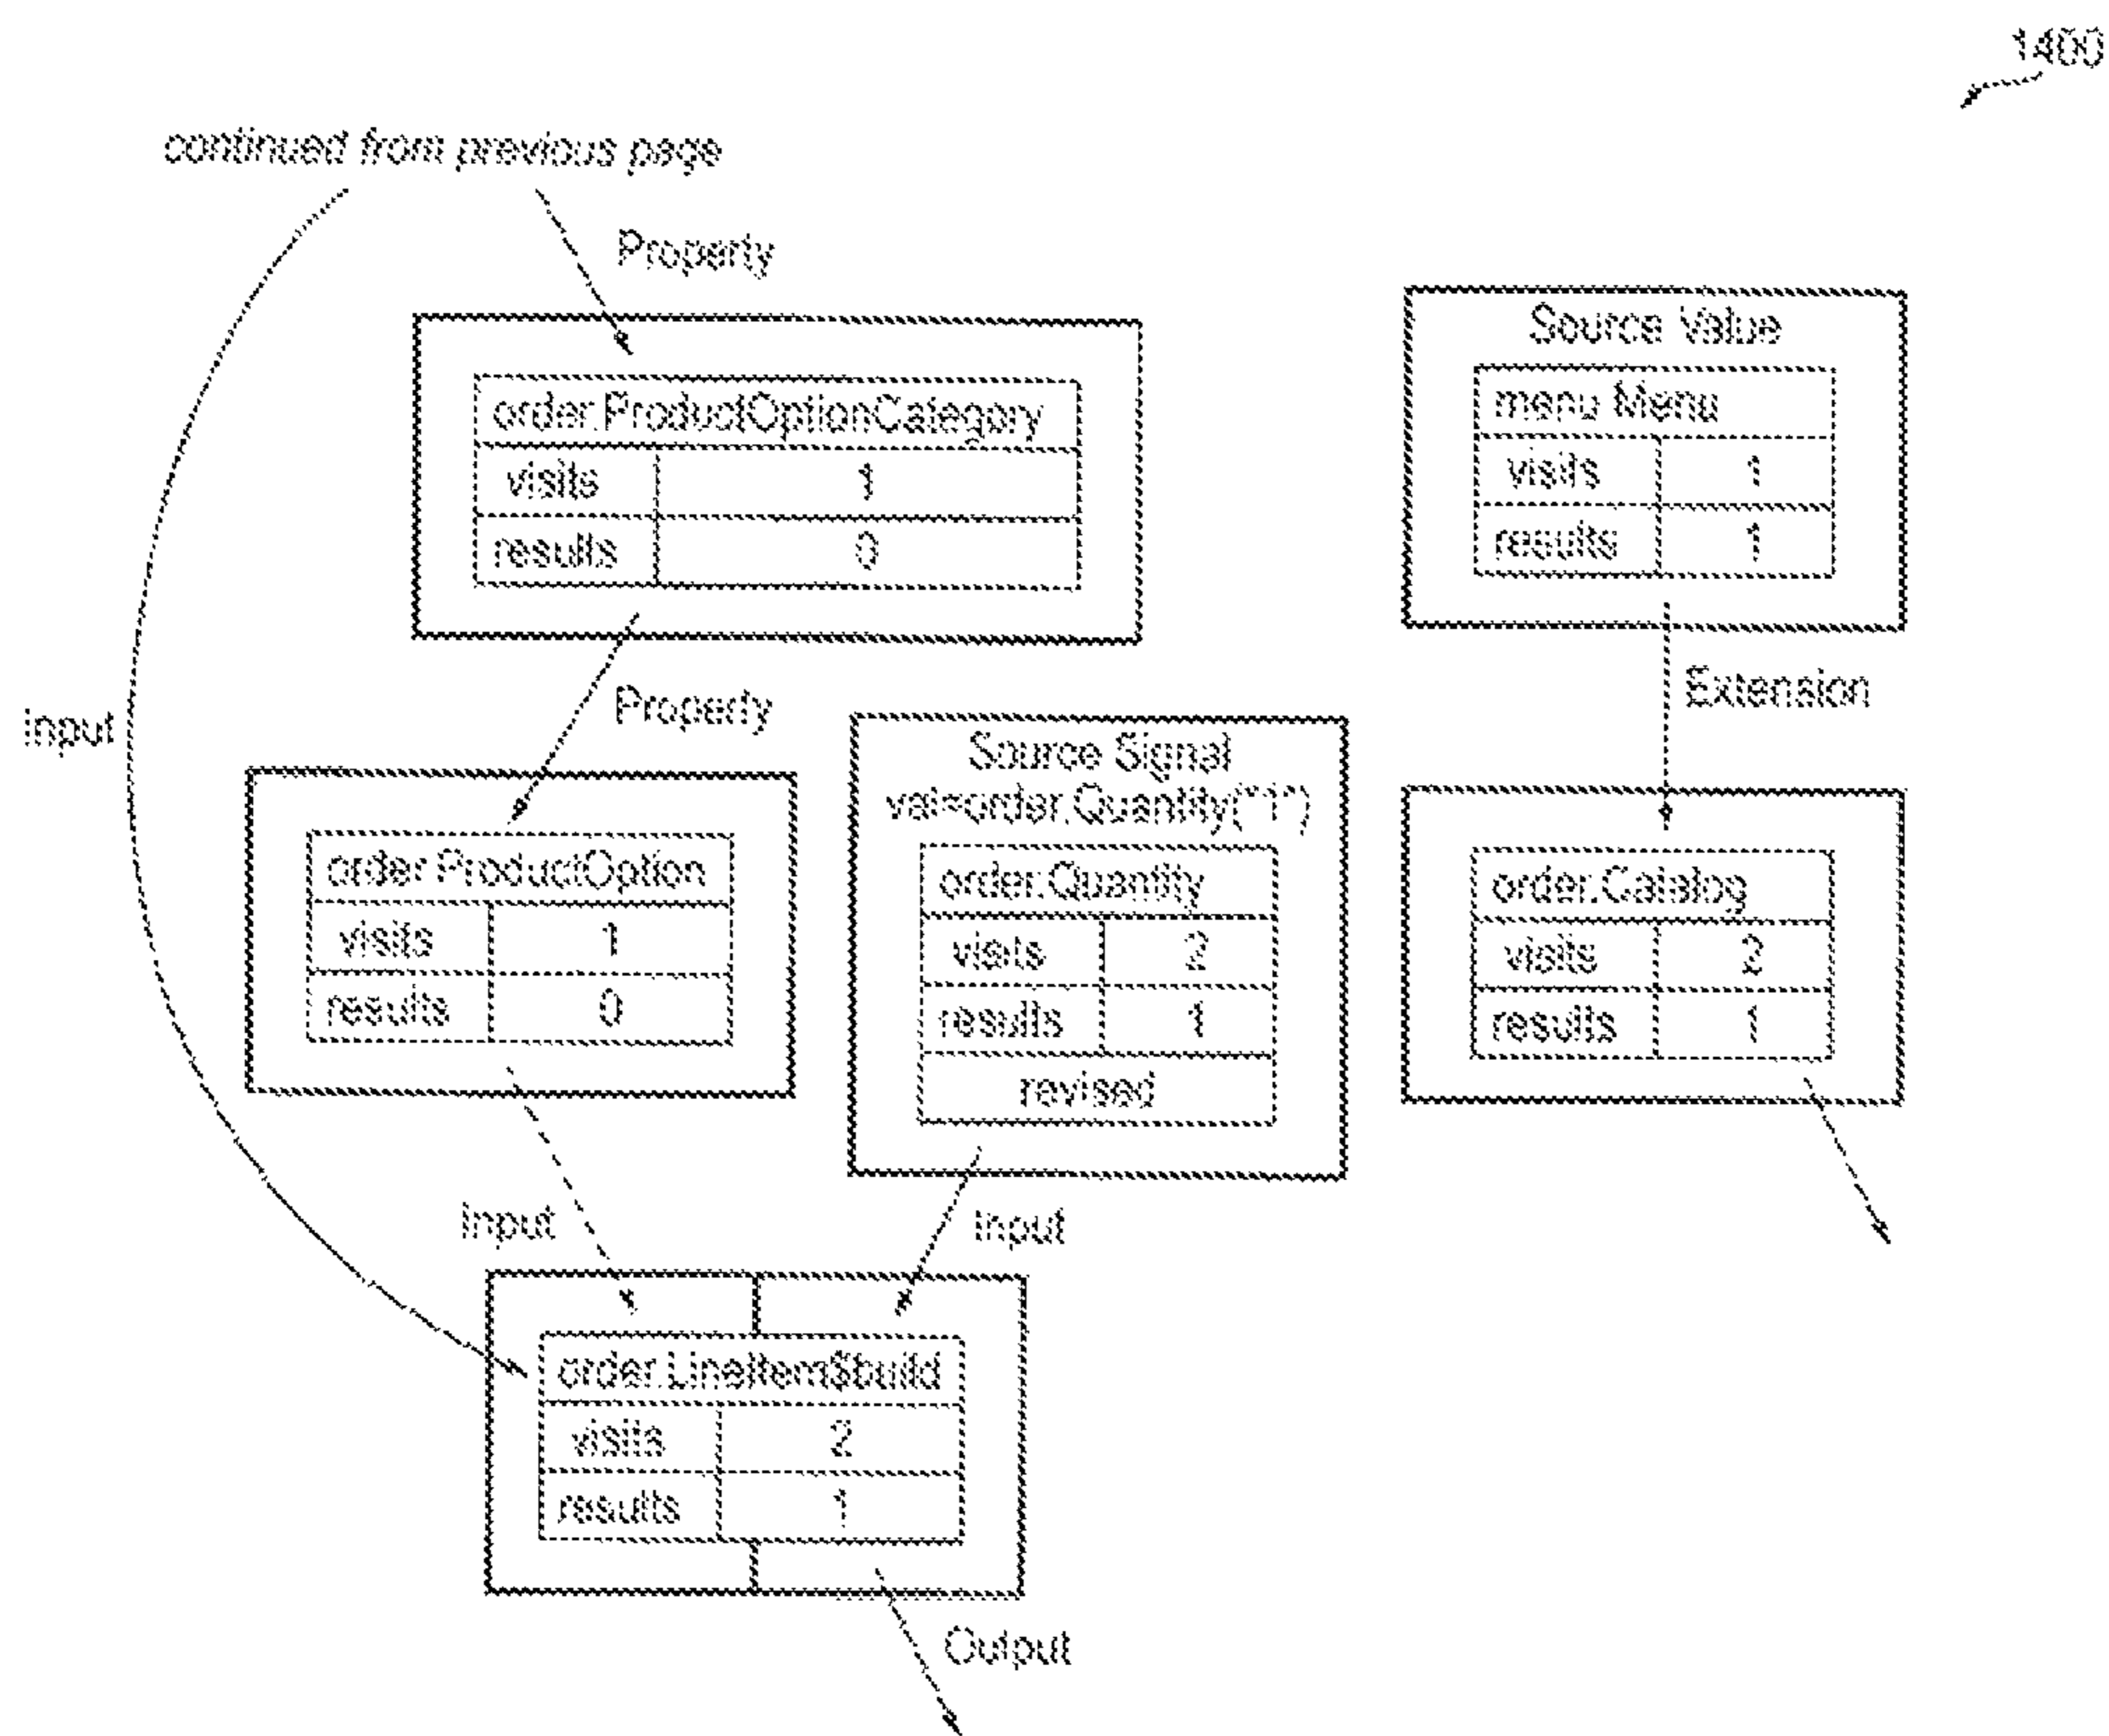 1400
continued from previous page
Property
order.ProductOptionCategory
visits 1
results 0
Source Value
menu.Menu
visits 1
results 1
Property
Extension
Input
Source Signal
val=order.Quantity("1")
order.ProductOption
visits 1
results 0
order.Quantity
visits 2
results 1
revised
order.Catalog
visits 2
results 1
Input
Input
order.LineItem$build
visits 2
results 1
Output